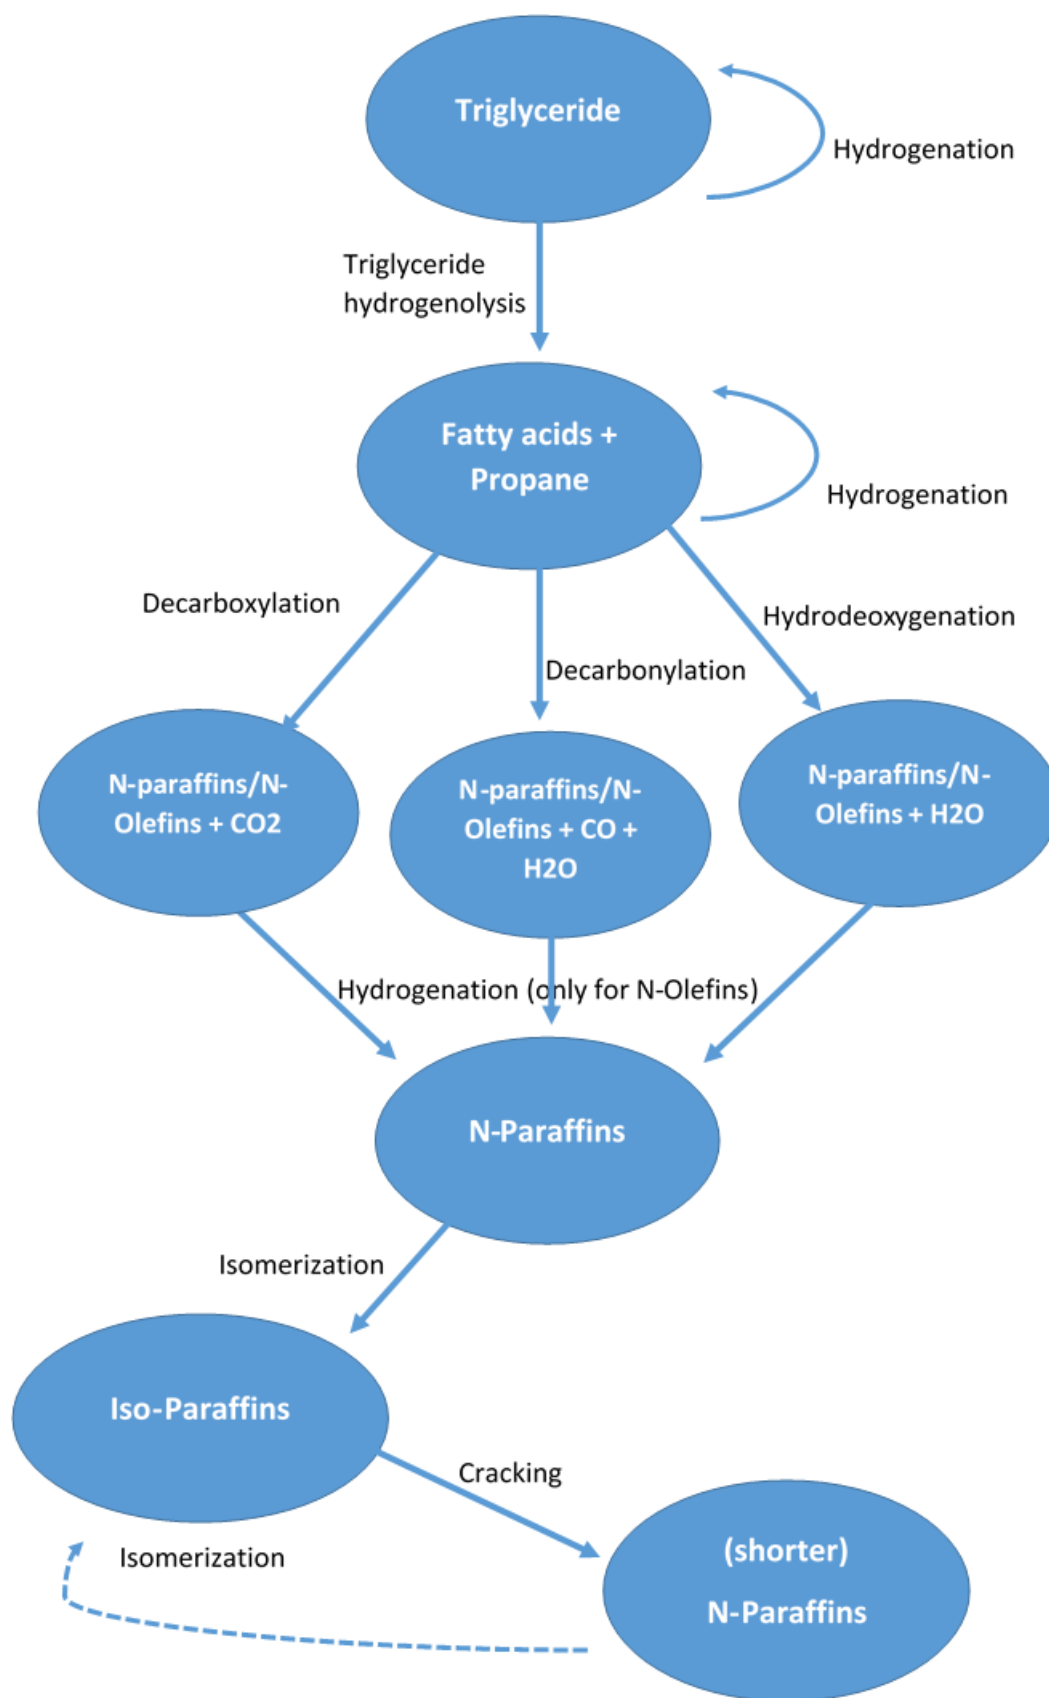 Triglyceride
Hydrogenation
Triglyceride
hydrogenolysis
Fatty acids +
Propane
Hydrogenation
Decarboxylation
Hydrodeoxygenation
Decarbonylation
N-paraffins/N-
Olefins + CO2
N-paraffins/N-
Olefins + CO +
H2O
N-paraffins/N-
Olefins + H2O
Hydrogenation (only for N-Olefins)
N-Paraffins
Isomerization
Iso-Paraffins
Cracking
Isomerization
(shorter)
N-Paraffins